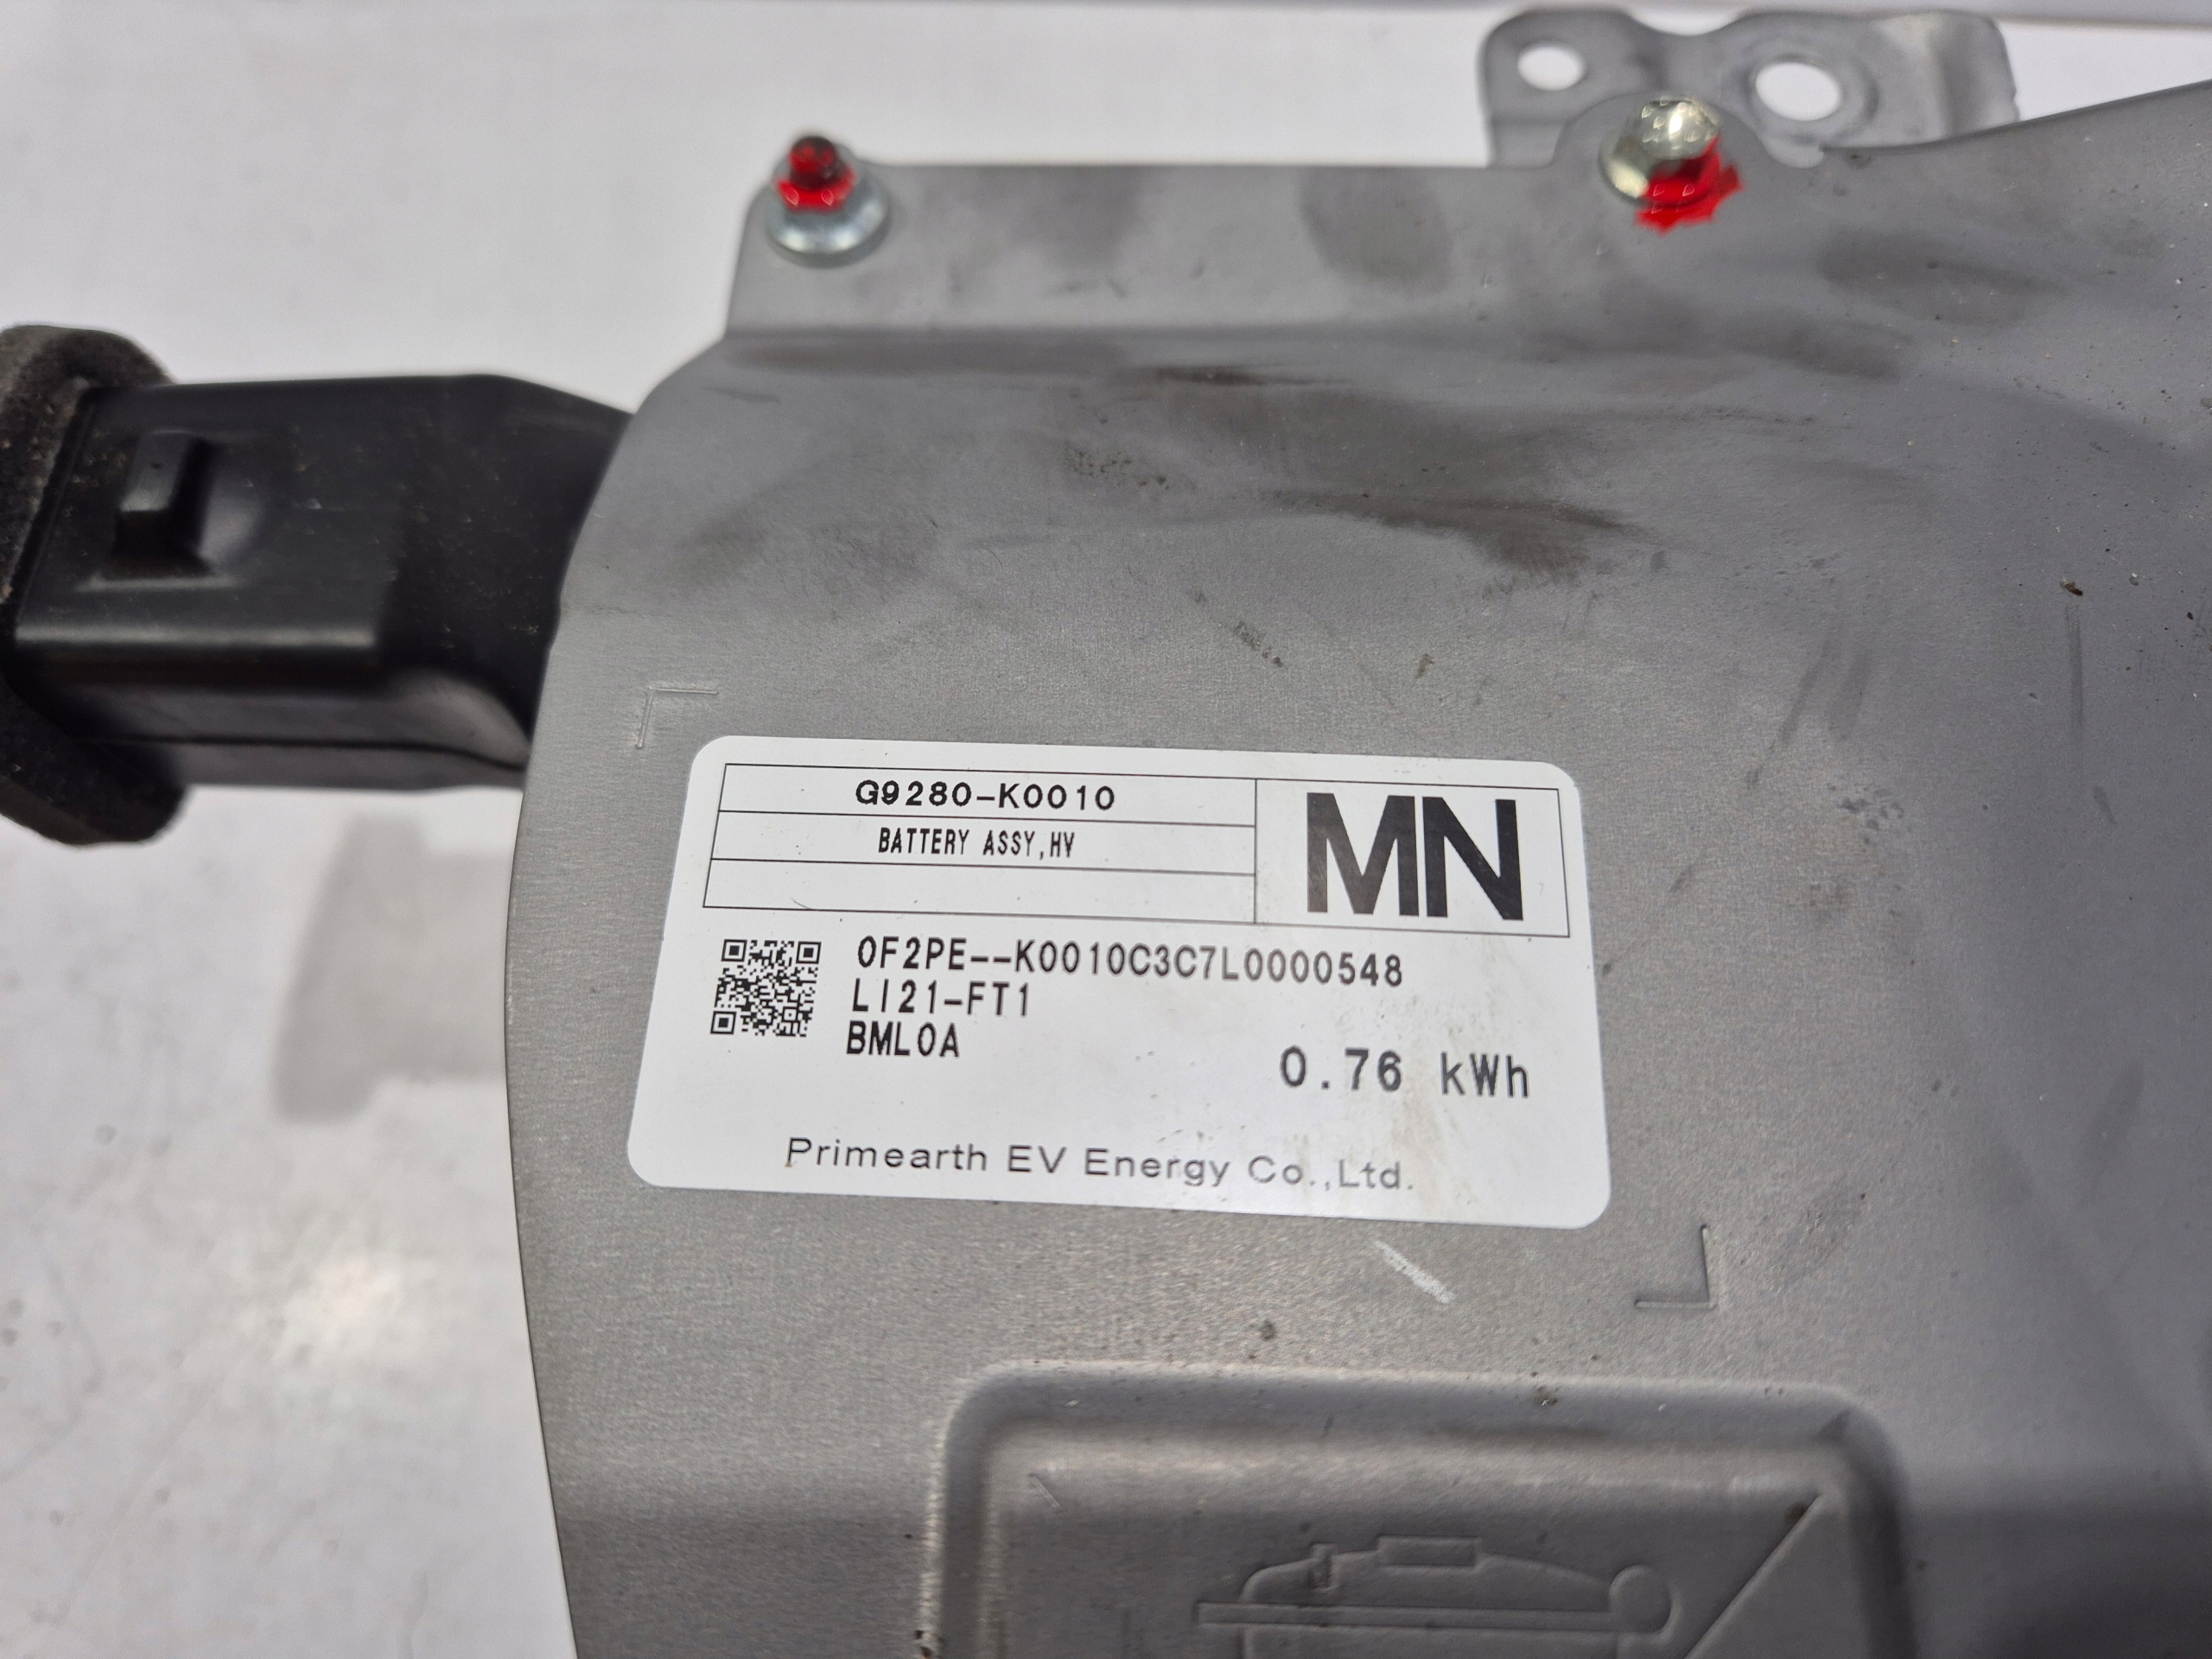 G9280-K0010
BATTERY ASSY,HV
MN
0F2PE--K0010C3C7L0000548
LI21-FT1
BML0A
0.76 kWh
Primearth EV Energy Co.,Ltd.